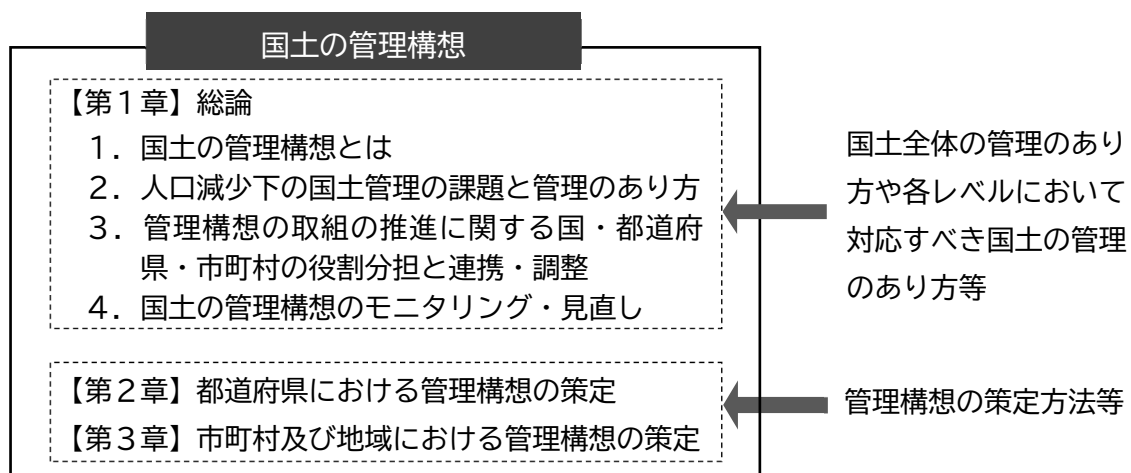 国土の管理構想
【第1章】総論
1．国土の管理構想とは
2．人口減少下の国土管理の課題と管理のあり方
3．管理構想の取組の推進に関する国・都道府
県・市町村の役割分担と連携・調整
4．国土の管理構想のモニタリング・見直し
国土全体の管理のあり
方や各レベルにおいて
対応すべき国土の管理
のあり方等
【第2章】都道府県における管理構想の策定
【第3章】市町村及び地域における管理構想の策定
管理構想の策定方法等